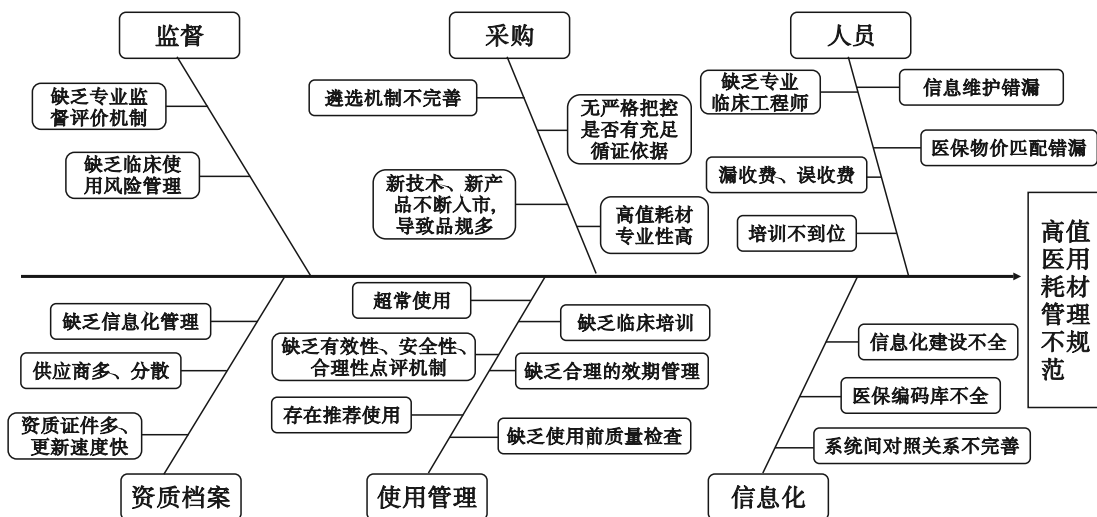 监督
采购
人员
缺乏专业监
督评价机制
缺乏临床使
用风险管理
遴选机制不完善
无严格把控
是否有充足
循证依据
新技术、新产
品不断入市,
导致品规多
高值耗材
专业性高
缺乏专业
临床工程师
信息维护错漏
医保物价匹配错漏
漏收费、误收费
培训不到位
高值
医用
耗材
管理
不规
范
缺乏信息化管理
供应商多、分散
资质证件多、
更新速度快
超常使用
缺乏临床培训
缺乏有效性、安全性、
合理性点评机制
缺乏合理的效期管理
存在推荐使用
缺乏使用前质量检查
信息化建设不全
医保编码库不全
系统间对照关系不完善
资质档案
使用管理
信息化